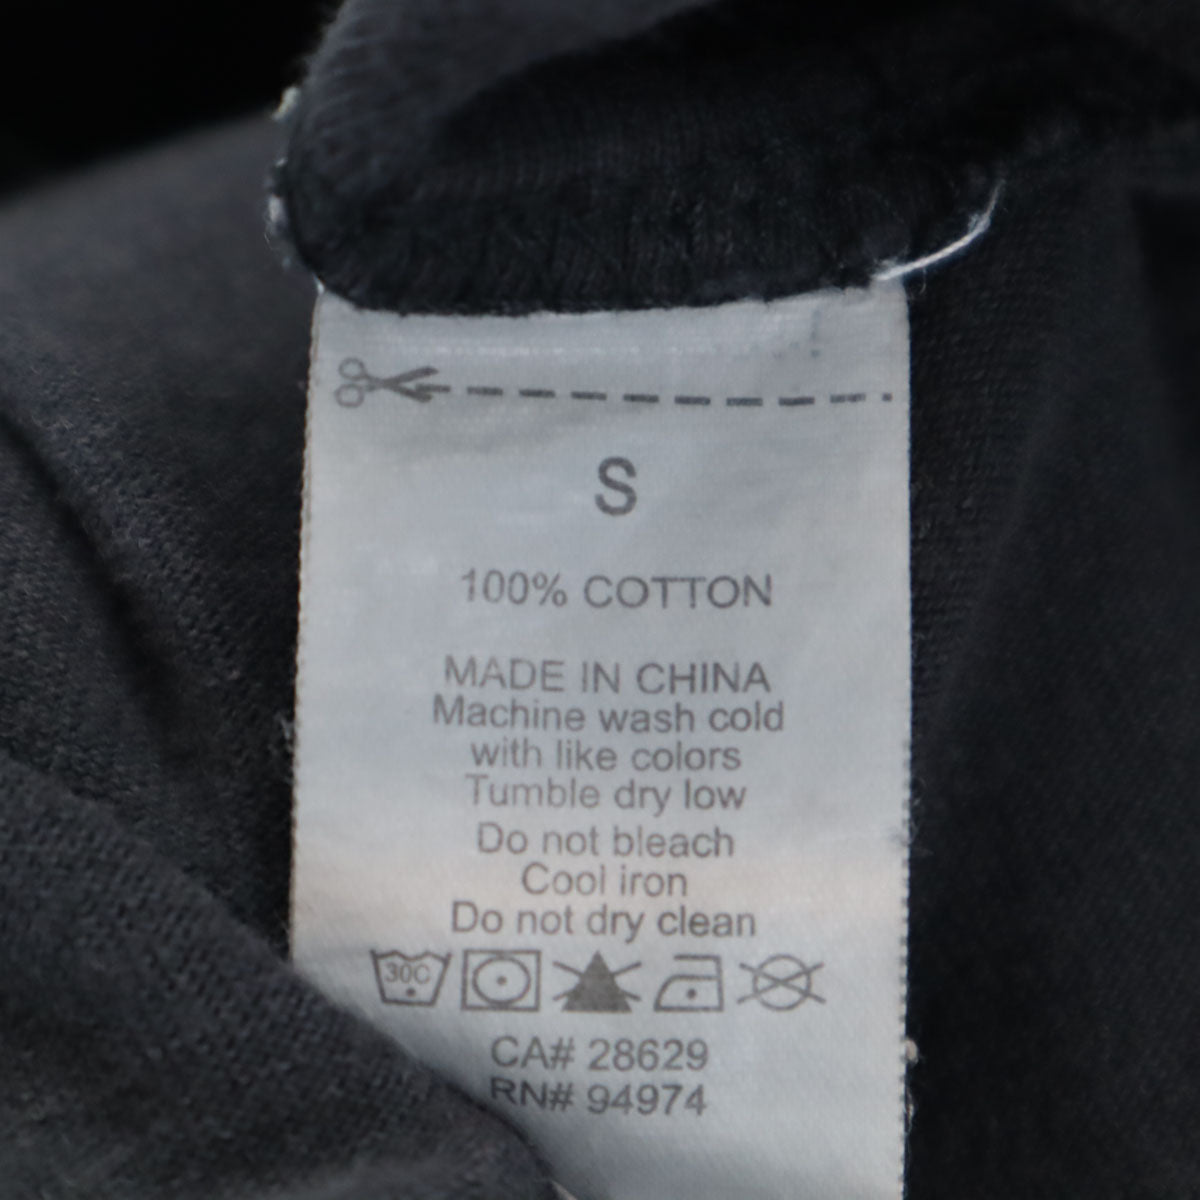 S
100% COTTON
MADE IN CHINA
Machine wash cold
with like colors
Tumble dry low
Do not bleach
Cool iron
Do not dry clean
30C
CA# 28629
RN# 94974